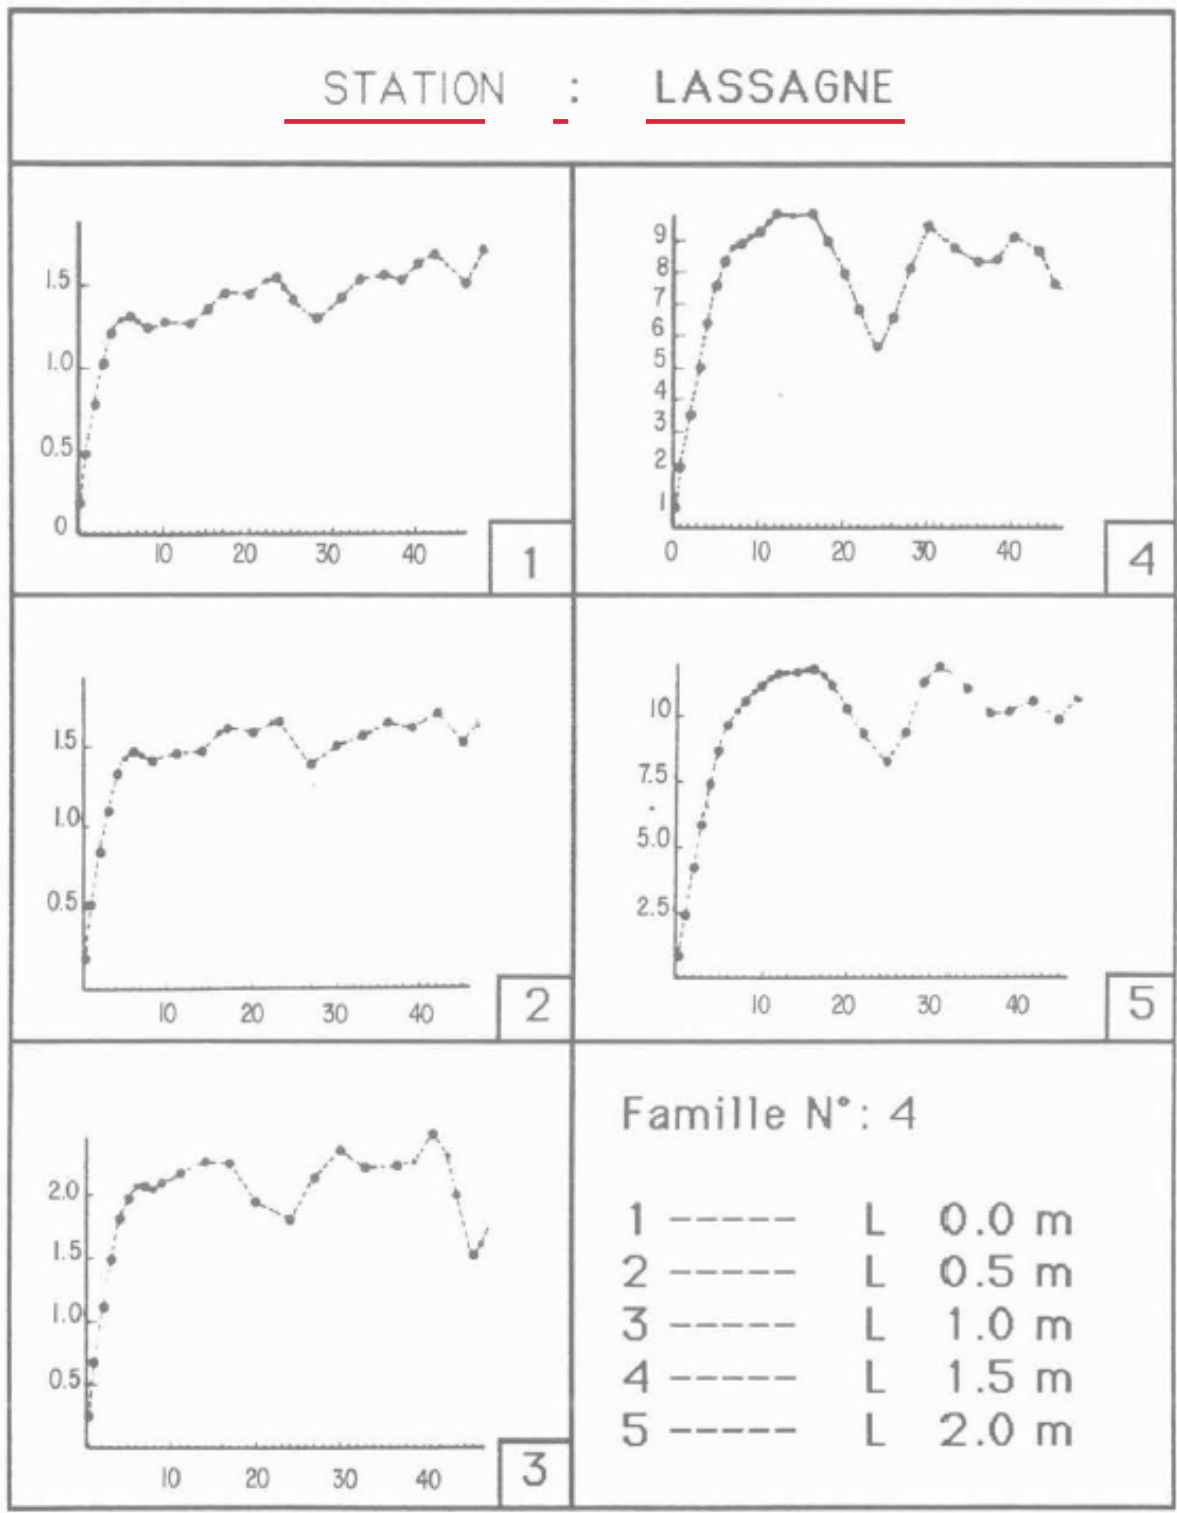 STATION : LASSAGNE
1.5
1.0
0.5
0
10 20 30 40
1
9
8
7
6
5
4
3
2
1
0 10 20 30 40
4
1.5
1.0
0.5
10 20 30 40
2
10
7.5
5.0
2.5
10 20 30 40
5
2.0
1.5
1.0
0.5
10 20 30 40
3
Famille N° : 4
1 ----- L 0.0 m
2 ----- L 0.5 m
3 ----- L 1.0 m
4 ----- L 1.5 m
5 ----- L 2.0 m